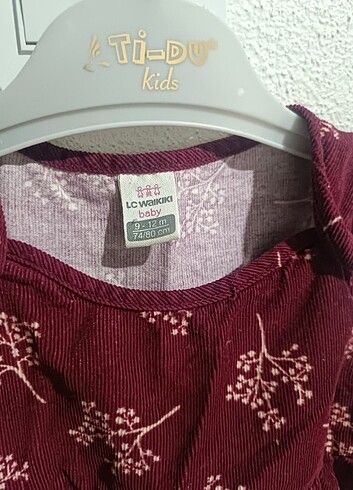 Ti-Du®
kids
LC WAIKIKI
baby
9 - 12 m
74/80 cm